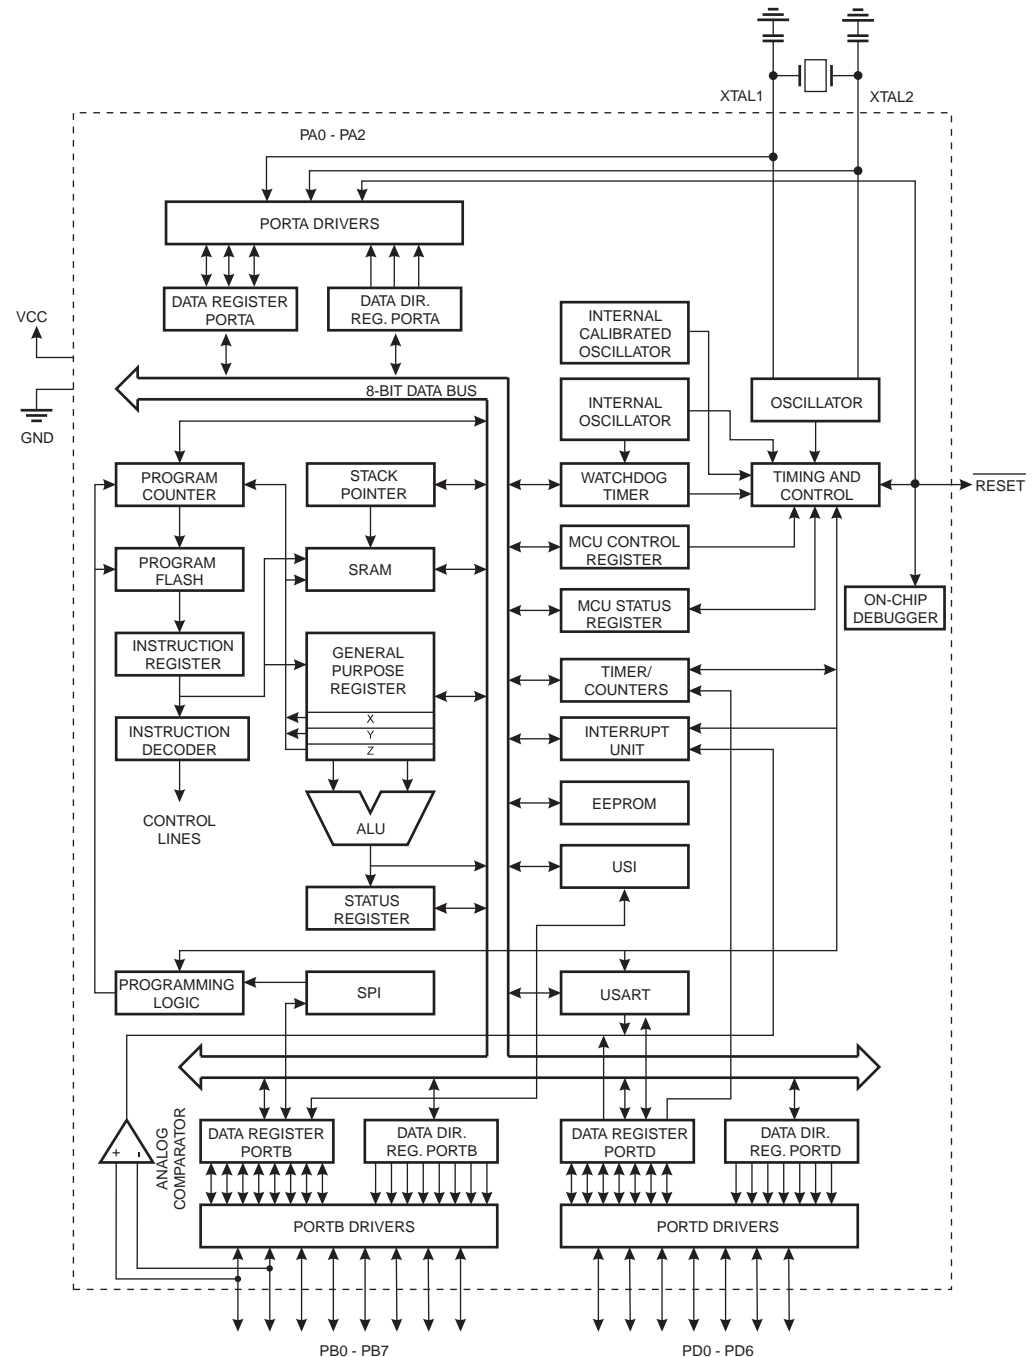 XTAL1
XTAL2
PA0 - PA2
PORTA DRIVERS
DATA REGISTER
PORTA
DATA DIR.
REG. PORTA
VCC
GND
8-BIT DATA BUS
INTERNAL
CALIBRATED
OSCILLATOR
INTERNAL
OSCILLATOR
OSCILLATOR
PROGRAM
COUNTER
STACK
POINTER
WATCHDOG
TIMER
TIMING AND
CONTROL
RESET
PROGRAM
FLASH
SRAM
MCU CONTROL
REGISTER
MCU STATUS
REGISTER
ON-CHIP
DEBUGGER
INSTRUCTION
REGISTER
GENERAL
PURPOSE
REGISTER
X
Y
Z
TIMER/
COUNTERS
INSTRUCTION
DECODER
INTERRUPT
UNIT
CONTROL
LINES
ALU
EEPROM
USI
STATUS
REGISTER
PROGRAMMING
LOGIC
SPI
USART
+
-
ANALOG
COMPARATOR
DATA REGISTER
PORTB
DATA DIR.
REG. PORTB
DATA REGISTER
PORTD
DATA DIR.
REG. PORTD
PORTB DRIVERS
PORTD DRIVERS
PB0 - PB7
PD0 - PD6